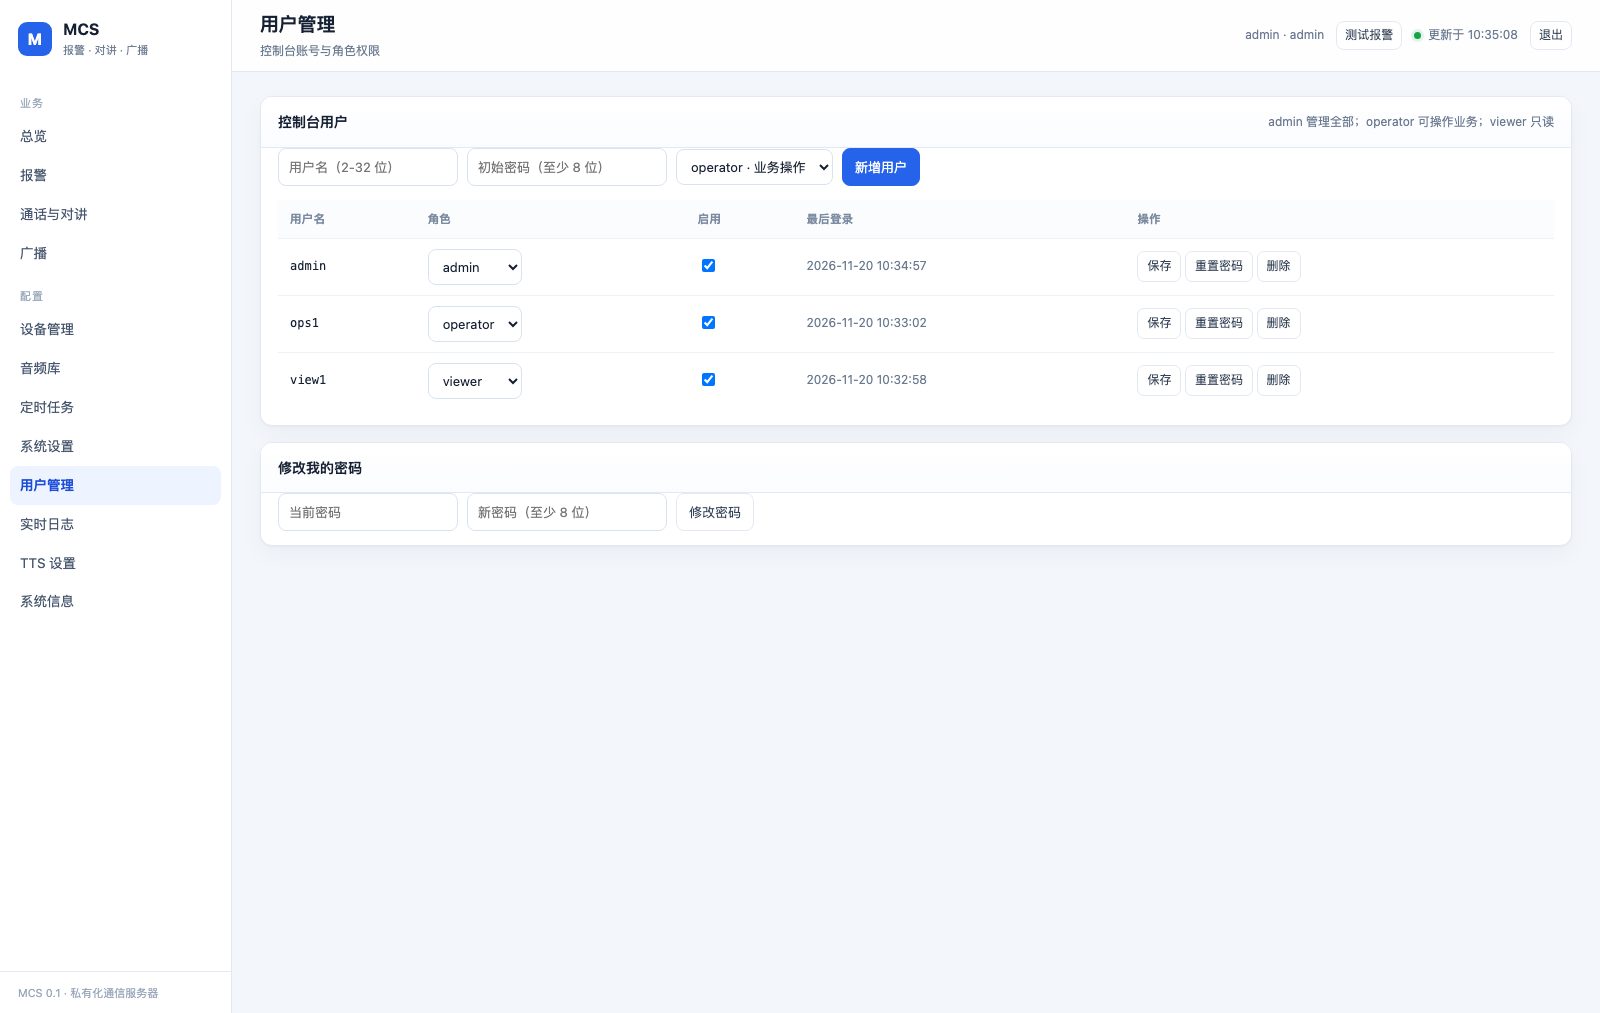 M
MCS
报警 · 对讲 · 广播
业务
总览
报警
通话与对讲
广播
配置
设备管理
音频库
定时任务
系统设置
用户管理
实时日志
TTS 设置
系统信息
MCS 0.1 · 私有化通信服务器
用户管理
控制台账号与角色权限
admin · admin 测试报警 更新于 10:35:08 退出
控制台用户 admin 管理全部；operator 可操作业务；viewer 只读
用户名（2-32 位） 初始密码（至少 8 位） operator · 业务操作 新增用户
用户名 角色 启用 最后登录 操作
admin admin 2026-11-20 10:34:57 保存 重置密码 删除
ops1 operator 2026-11-20 10:33:02 保存 重置密码 删除
view1 viewer 2026-11-20 10:32:58 保存 重置密码 删除
修改我的密码
当前密码 新密码（至少 8 位） 修改密码